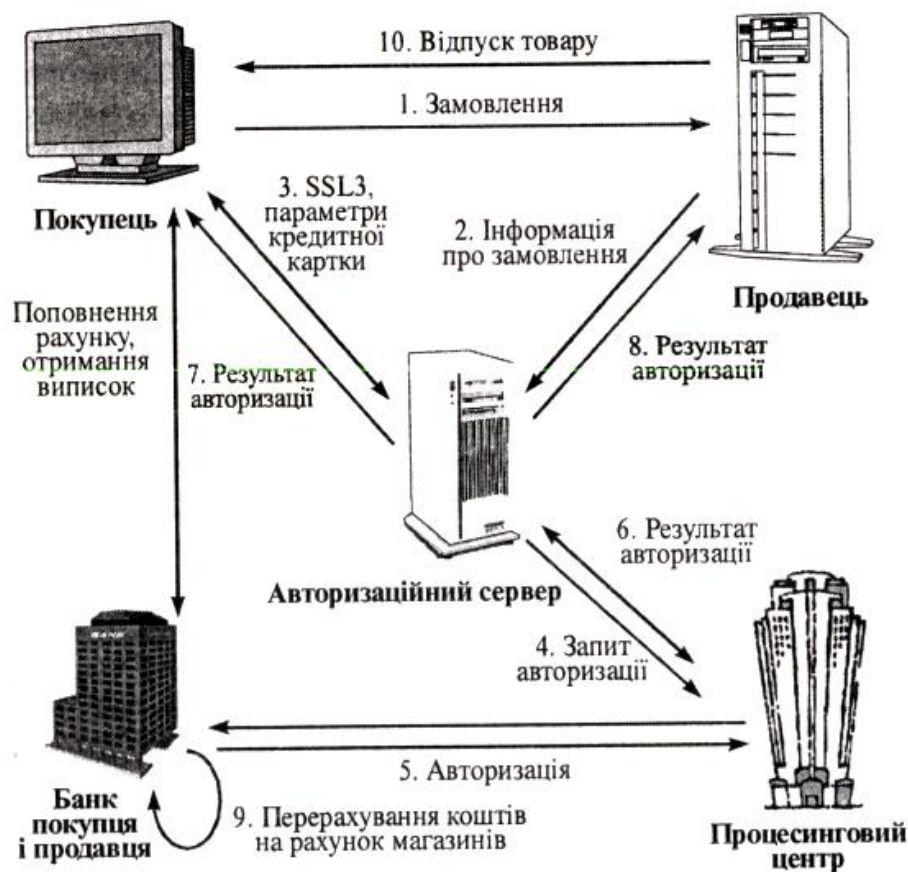 10. Відпуск товару
1. Замовлення
Покупець
3. SSL3,
параметри
кредитної
картки
2. Інформація
про замовлення
Продавець
Поповнення
рахунку,
отримання
виписок
7. Результат
авторизації
8. Результат
авторизації
6. Результат
авторизації
Авторизаційний сервер
4. Запит
авторизації
BANK
5. Авторизація
Банк
покупця
і продавця
9. Перерахування коштів
на рахунок магазинів
Процесинговий
центр